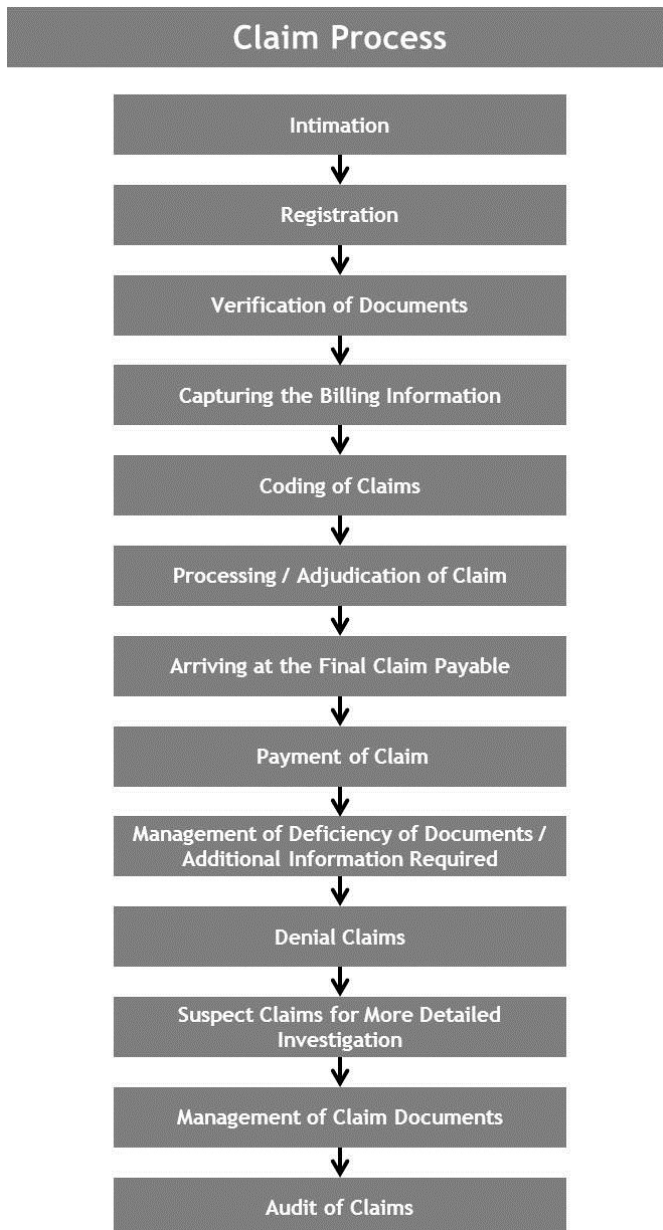 Claim Process
Intimation
Registration
Verification of Documents
Capturing the Billing Information
Coding of Claims
Processing / Adjudication of Claim
Arriving at the Final Claim Payable
Payment of Claim
Management of Deficiency of Documents /
Additional Information Required
Denial Claims
Suspect Claims for More Detailed
Investigation
Management of Claim Documents
Audit of Claims